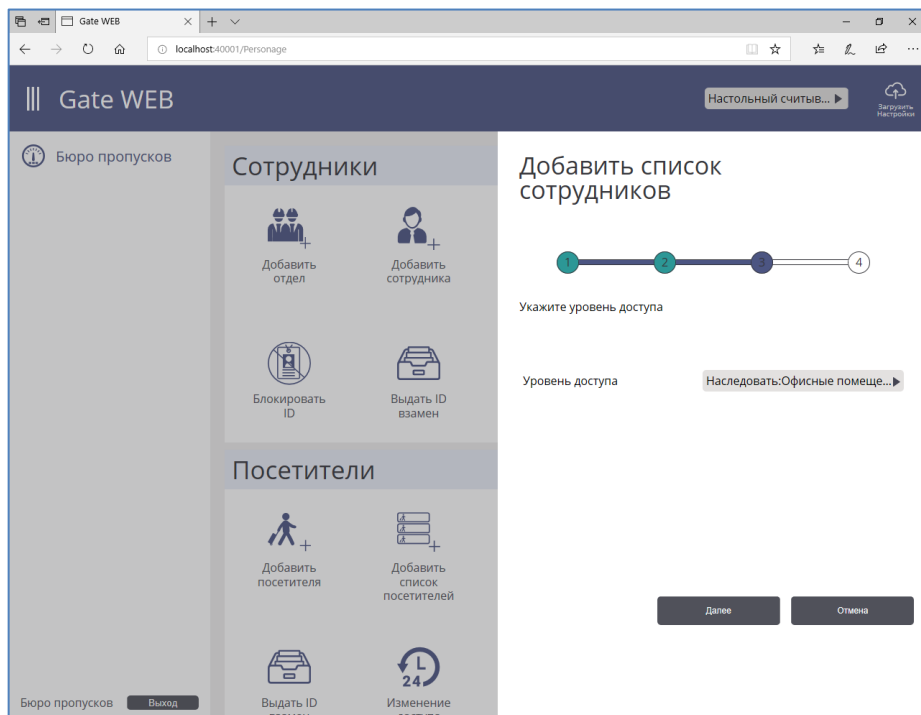 Gate WEB
localhost:40001/Personage
Gate WEB
Настольный считыв...
Загрузить
Настройки
Бюро пропусков
Сотрудники
Добавить
отдел
Добавить
сотрудника
Блокировать
ID
Выдать ID
взамен
Посетители
Добавить
посетителя
Добавить
список
посетителей
Выдать ID
L
24
Изменение
Бюро пропусков
Выход
Добавить список
сотрудников
1
2
3
4
Укажите уровень доступа
Уровень доступа
Наследовать:Офисные помеще...
Далее
Отмена